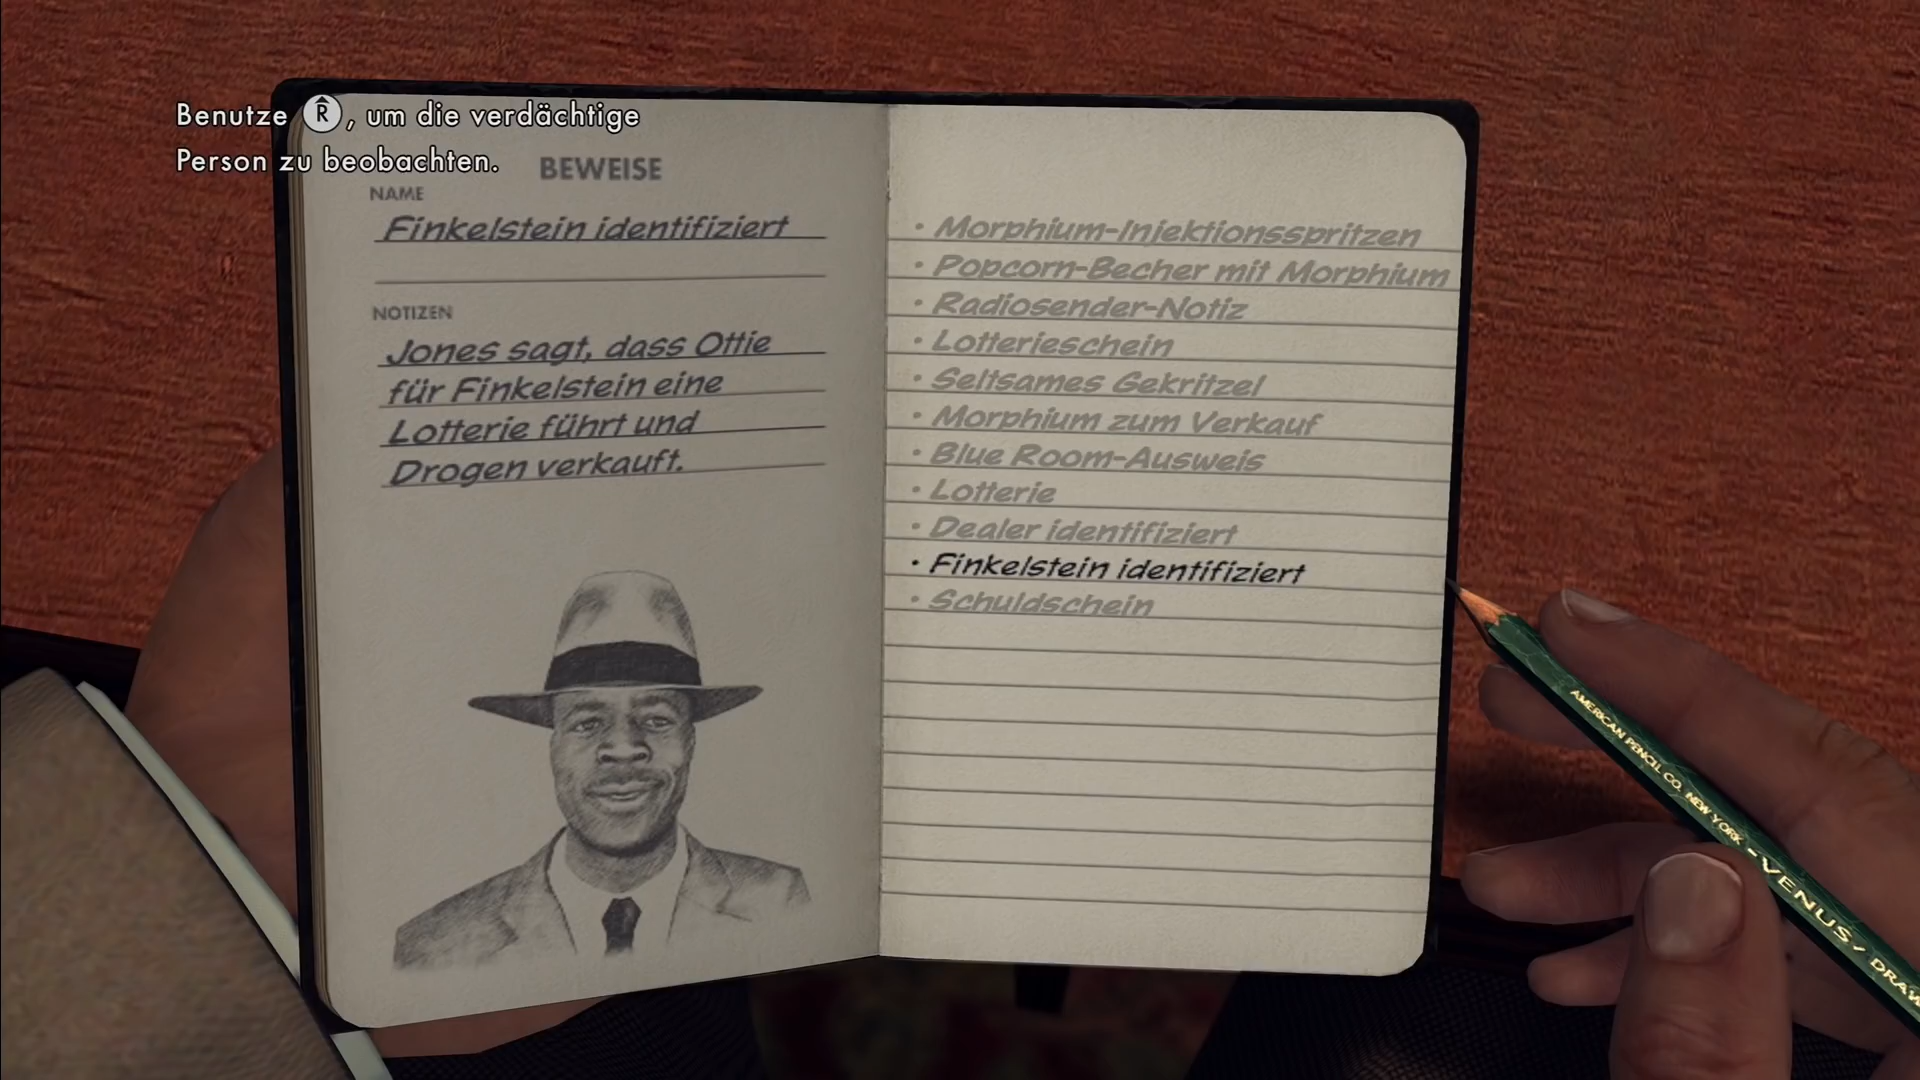 Benutze R, um die verdächtige
Person zu beobachten.
BEWEISE
NAME
Finkelstein identifiziert
NOTIZEN
Jones sagt, dass Ottie
für Finkelstein eine
Lotterie führt und
Drogen verkauft.
• Morphium-Injektionsspritzen
• Popcorn-Becher mit Morphium
• Radiosender-Notiz
• Lotterieschein
• Seltsames Gekritzel
• Morphium zum Verkauf
• Blue Room-Ausweis
• Lotterie
• Dealer identifiziert
• Finkelstein identifiziert
• Schuldschein
AMERICAN PENCIL CO. NEW YORK - VENUS / DRAW